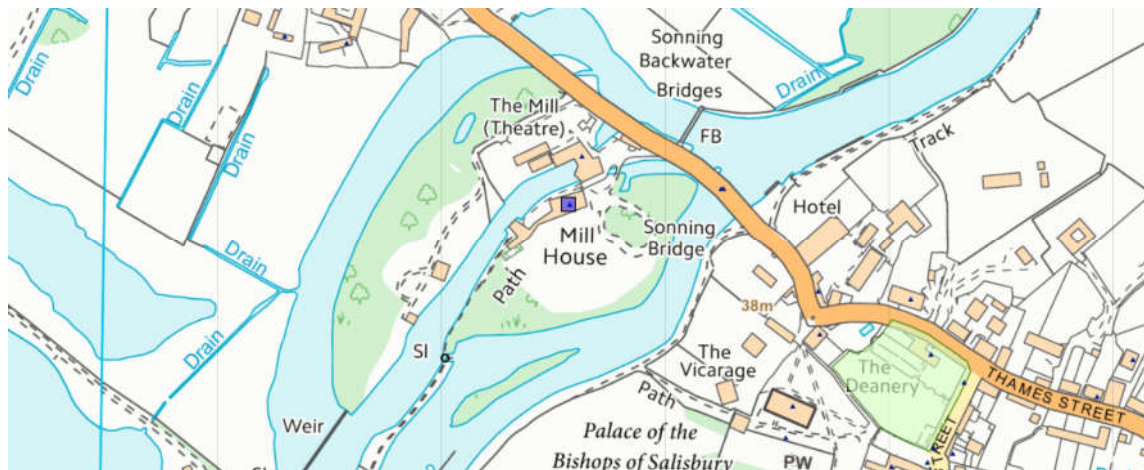 Drain
Drain
Drain
Drain
Drain
Drain
Sonning
Backwater
Bridges
The Mill
(Theatre)
FB
Track
Hotel
Sonning
Bridge
Mill
House
Path
38m
Sl
The
Vicarage
The
Deanery
THAMES STREET
Path
Weir
Palace of the
Bishops of Salisbury
PW